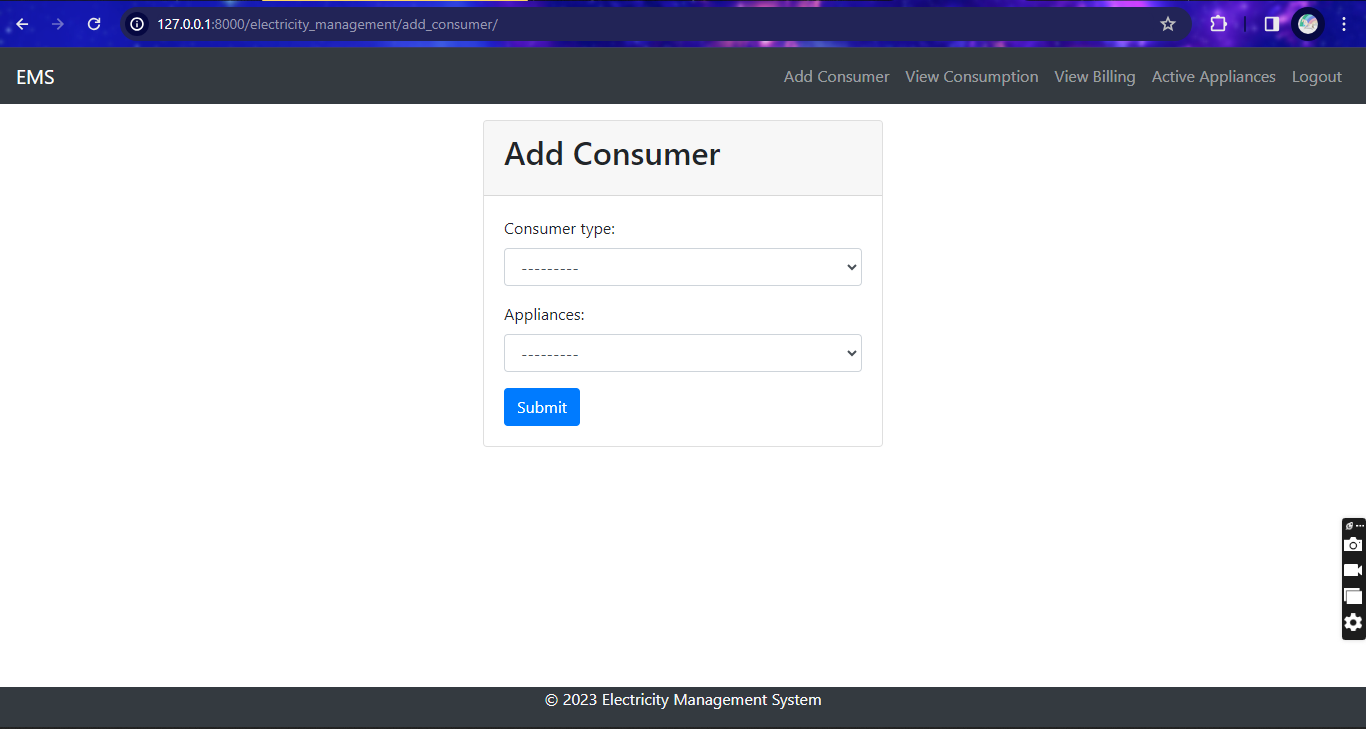 127.0.0.1:8000/electricity_management/add_consumer/
EMS
Add Consumer View Consumption View Billing Active Appliances Logout
Add Consumer
Consumer type:
---------
Appliances:
---------
Submit
© 2023 Electricity Management System